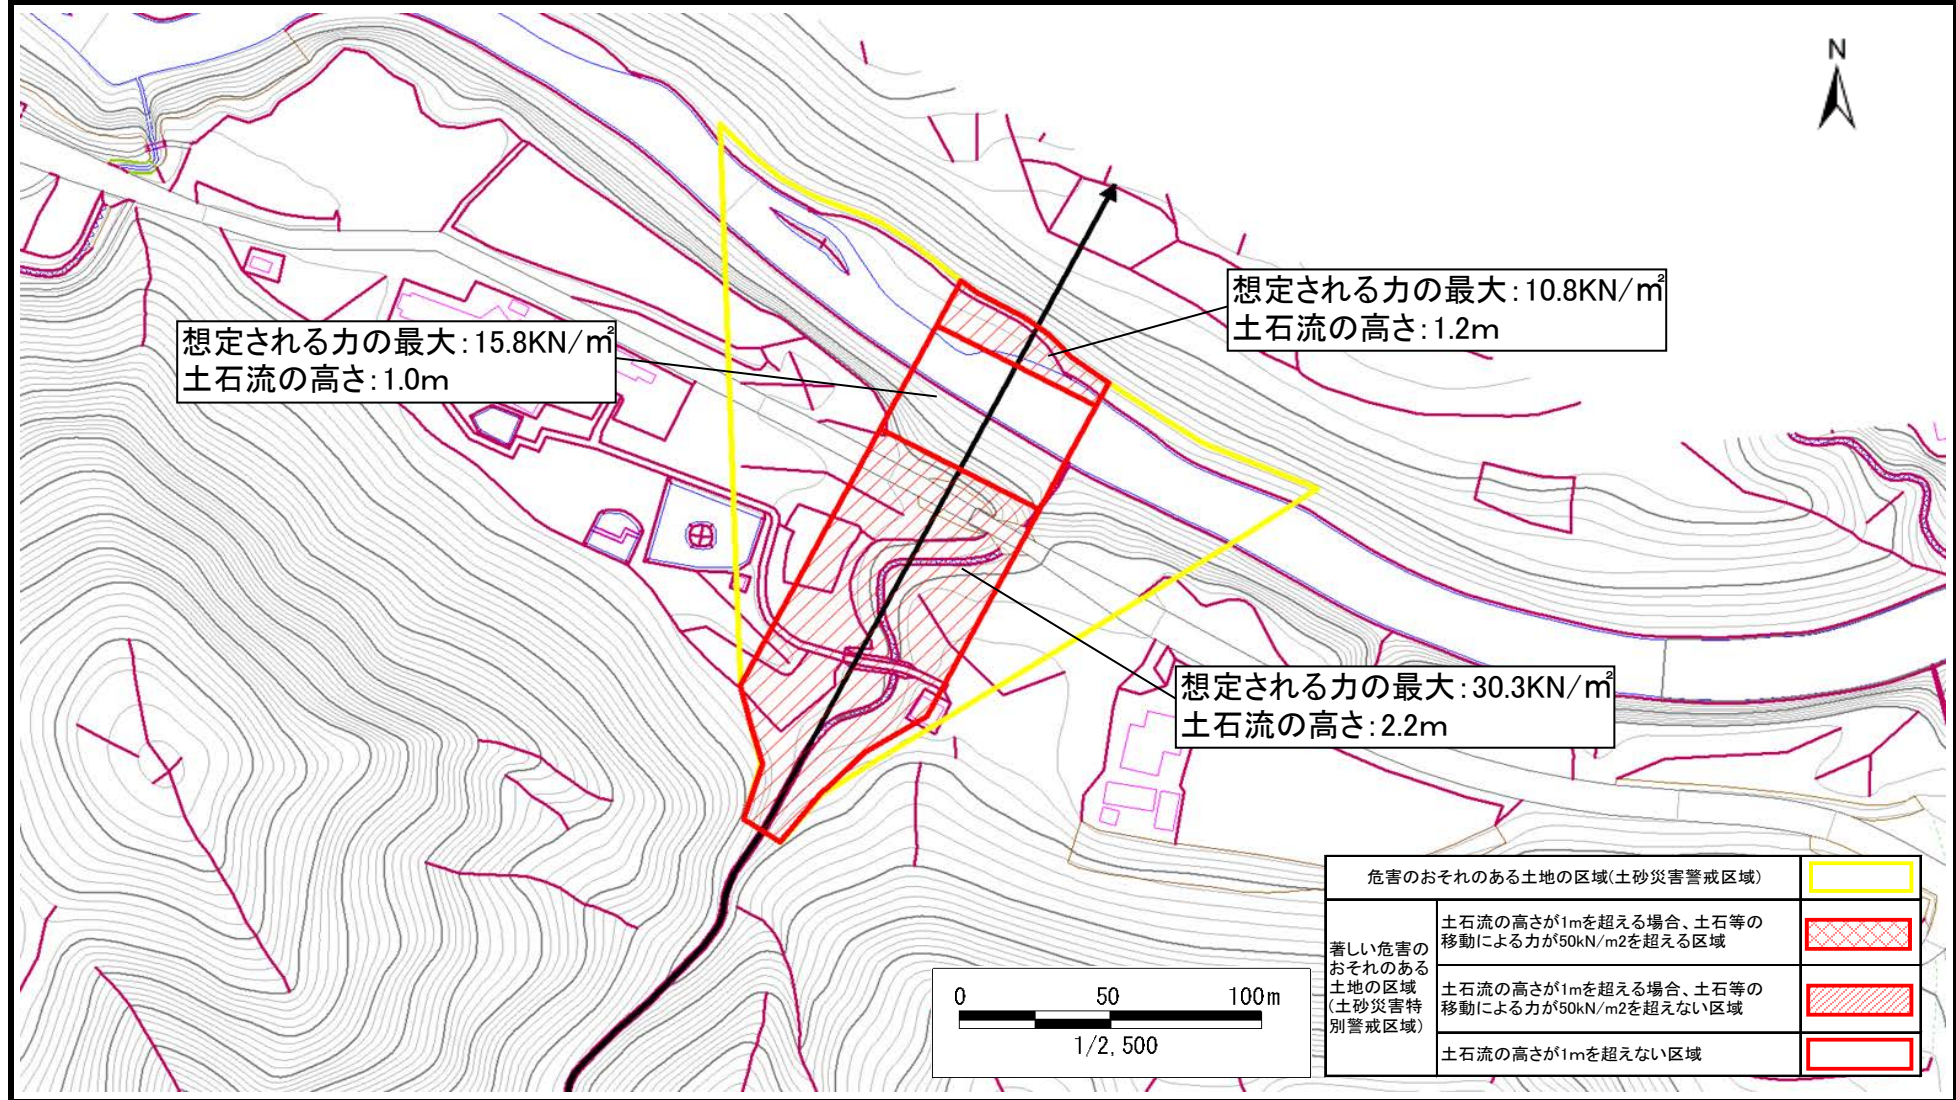 N
想定される力の最大:10.8KN/㎡
土石流の高さ:1.2m
想定される力の最大:15.8KN/㎡
土石流の高さ:1.0m
想定される力の最大:30.3KN/㎡
土石流の高さ:2.2m
危害のおそれのある土地の区域(土砂災害警戒区域)
著しい危害の
おそれのある
土地の区域
(土砂災害特
別警戒区域)
土石流の高さが1mを超える場合、土石等の
移動による力が50kN/m2を超える区域
土石流の高さが1mを超える場合、土石等の
移動による力が50kN/m2を超えない区域
土石流の高さが1mを超えない区域
0 50 100m
1/2,500